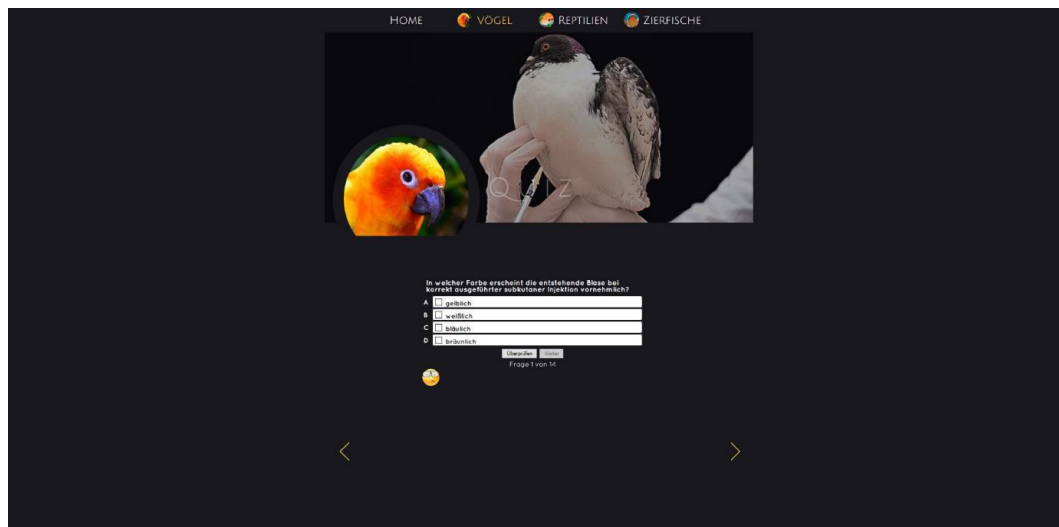 HOME VÖGEL REPTILIEN ZIERFISCHE
QUIZ
In welcher Farbe erscheint die entstehende Blase bei
korrekt ausgeführter subkutaner Injektion vornehmlich?
A gelblich
B weißlich
C bläulich
D bräunlich
Überprüfen Weiter
Frage 1 von 14